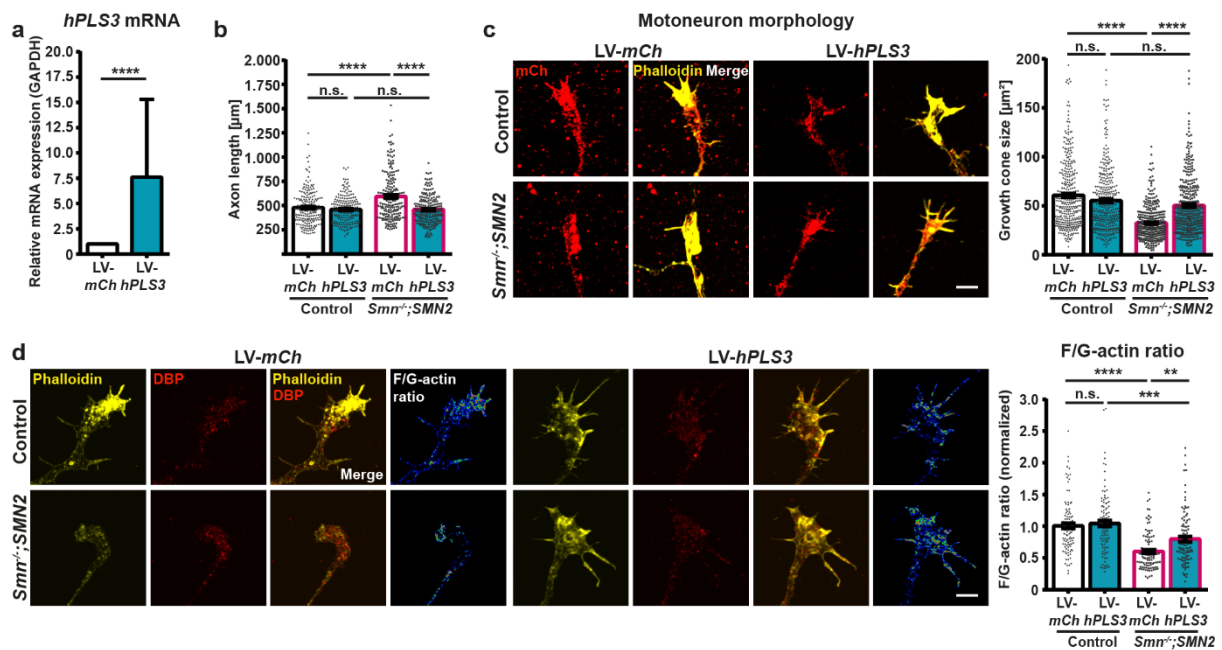 a
hPLS3 mRNA
Relative mRNA expression (GAPDH)
20.0
17.5
15.0
12.5
10.0
7.5
5.0
2.5
0
****
LV- LV-
mCh hPLS3
b
Axon length [µm]
2.000
1.750
1.500
1.250
1.000
750
500
250
**** ****
n.s. n.s.
LV- LV- LV- LV-
mCh hPLS3 mCh hPLS3
Control Smn-/-;SMN2
c
Motoneuron morphology
LV-mCh LV-hPLS3
mCh Phalloidin Merge
Control
Smn-/-;SMN2
Growth cone size [µm²]
200
150
100
50
0
**** ****
n.s. n.s.
LV- LV- LV- LV-
mCh hPLS3 mCh hPLS3
Control Smn-/-;SMN2
d
LV-mCh LV-hPLS3
Phalloidin DBP Phalloidin F/G-actin
DBP ratio
Merge
Control
Smn-/-;SMN2
F/G-actin ratio
F/G-actin ratio (normalized)
3.0
2.5
2.0
1.5
1.0
0.5
0
**** **
n.s. ***
LV- LV- LV- LV-
mCh hPLS3 mCh hPLS3
Control Smn-/-;SMN2